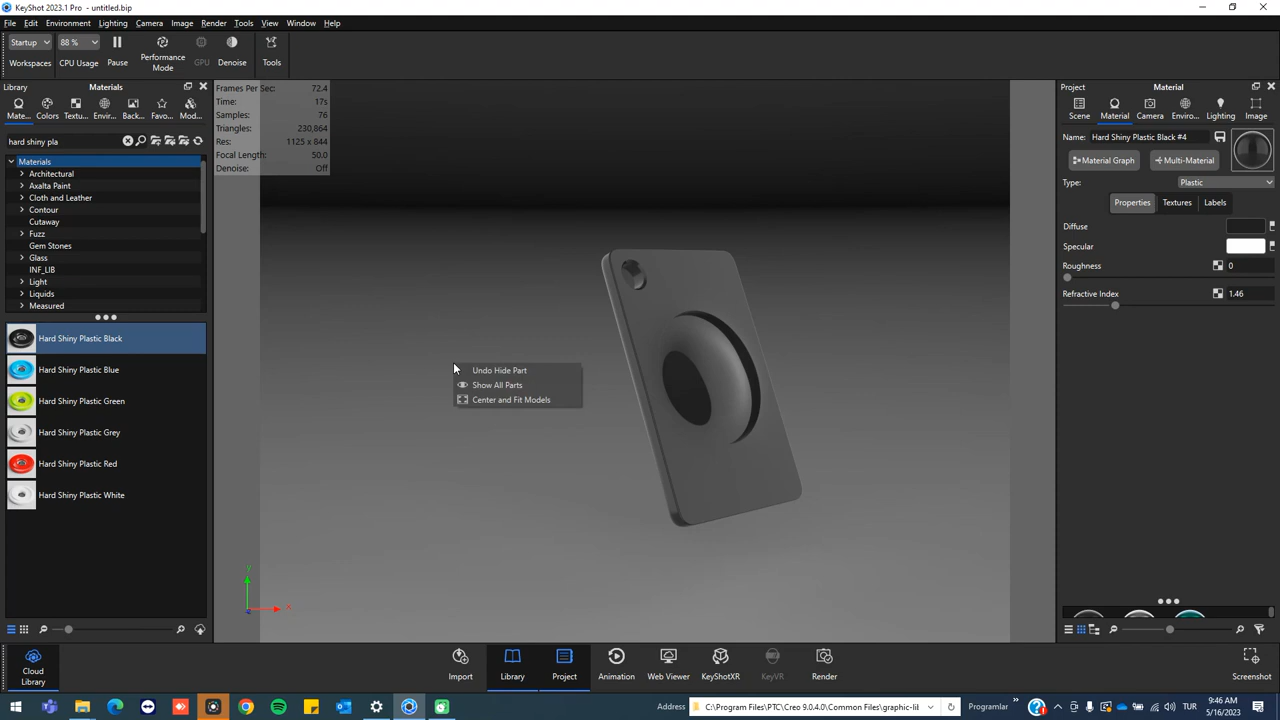 KeyShot 2023.1 Pro - untitled.bip
File Edit Environment Lighting Camera Image Render Tools View Window Help
Startup 88 %
Workspaces CPU Usage Pause Performance Mode GPU Denoise Tools
Library Materials
Mate... Colors Textu... Envir... Back... Favo... Mod...
hard shiny pla
Materials
Architectural
Axalta Paint
Cloth and Leather
Contour
Cutaway
Fuzz
Gem Stones
Glass
INF_LIB
Light
Liquids
Measured
Hard Shiny Plastic Black
Hard Shiny Plastic Blue
Hard Shiny Plastic Green
Hard Shiny Plastic Grey
Hard Shiny Plastic Red
Hard Shiny Plastic White
Frames Per Sec: 72.4
Time: 17s
Samples: 76
Triangles: 230,864
Res: 1125 x 844
Focal Length: 50.0
Denoise: Off
Undo Hide Part
Show All Parts
Center and Fit Models
Y
X
Project Material
Scene Material Camera Enviro... Lighting Image
Name: Hard Shiny Plastic Black #4
Material Graph Multi-Material
Type: Plastic
Properties Textures Labels
Diffuse
Specular
Roughness 0
Refractive Index 1.46
Cloud Library
Import Library Project Animation Web Viewer KeyShotXR KeyVR Render Screenshot
Address C:\Program Files\PTC\Creo 9.0.4.0\Common Files\graphic-lib Programlar
TUR
9:46 AM
5/16/2023